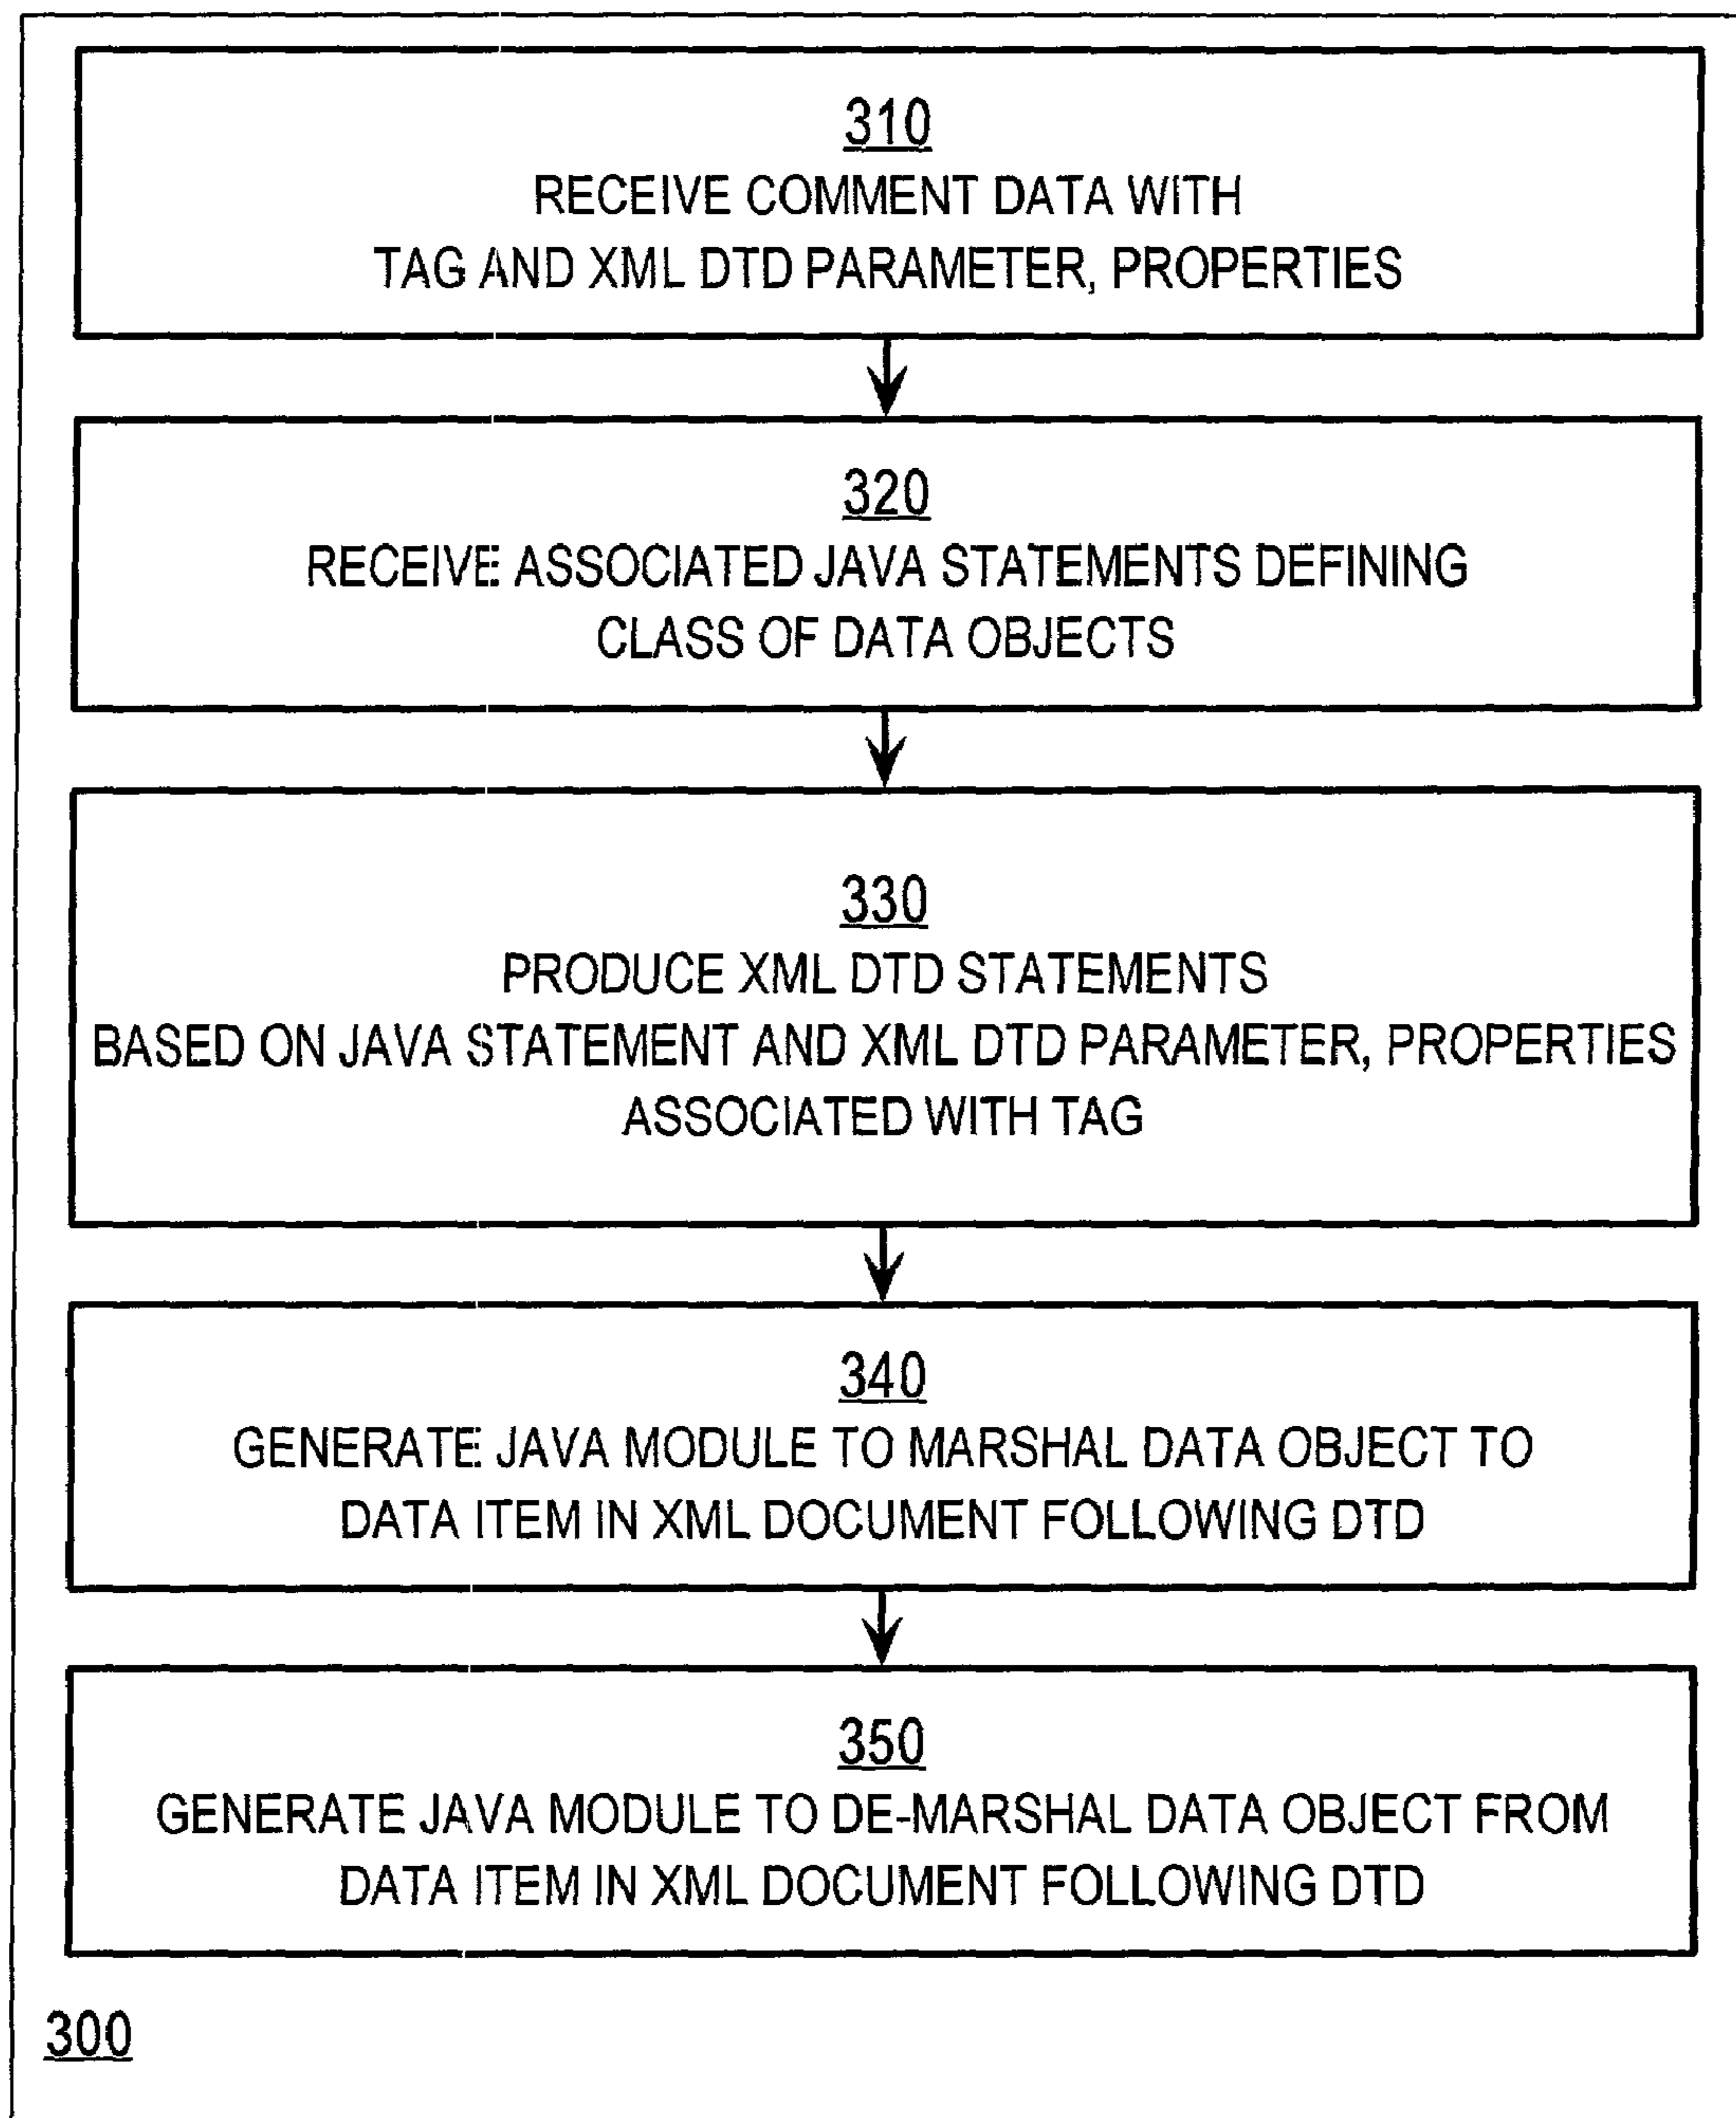 310
RECEIVE COMMENT DATA WITH
TAG AND XML DTD PARAMETER, PROPERTIES
320
RECEIVE ASSOCIATED JAVA STATEMENTS DEFINING
CLASS OF DATA OBJECTS
330
PRODUCE XML DTD STATEMENTS
BASED ON JAVA STATEMENT AND XML DTD PARAMETER, PROPERTIES
ASSOCIATED WITH TAG
340
GENERATE JAVA MODULE TO MARSHAL DATA OBJECT TO
DATA ITEM IN XML DOCUMENT FOLLOWING DTD
350
GENERATE JAVA MODULE TO DE-MARSHAL DATA OBJECT FROM
DATA ITEM IN XML DOCUMENT FOLLOWING DTD
300